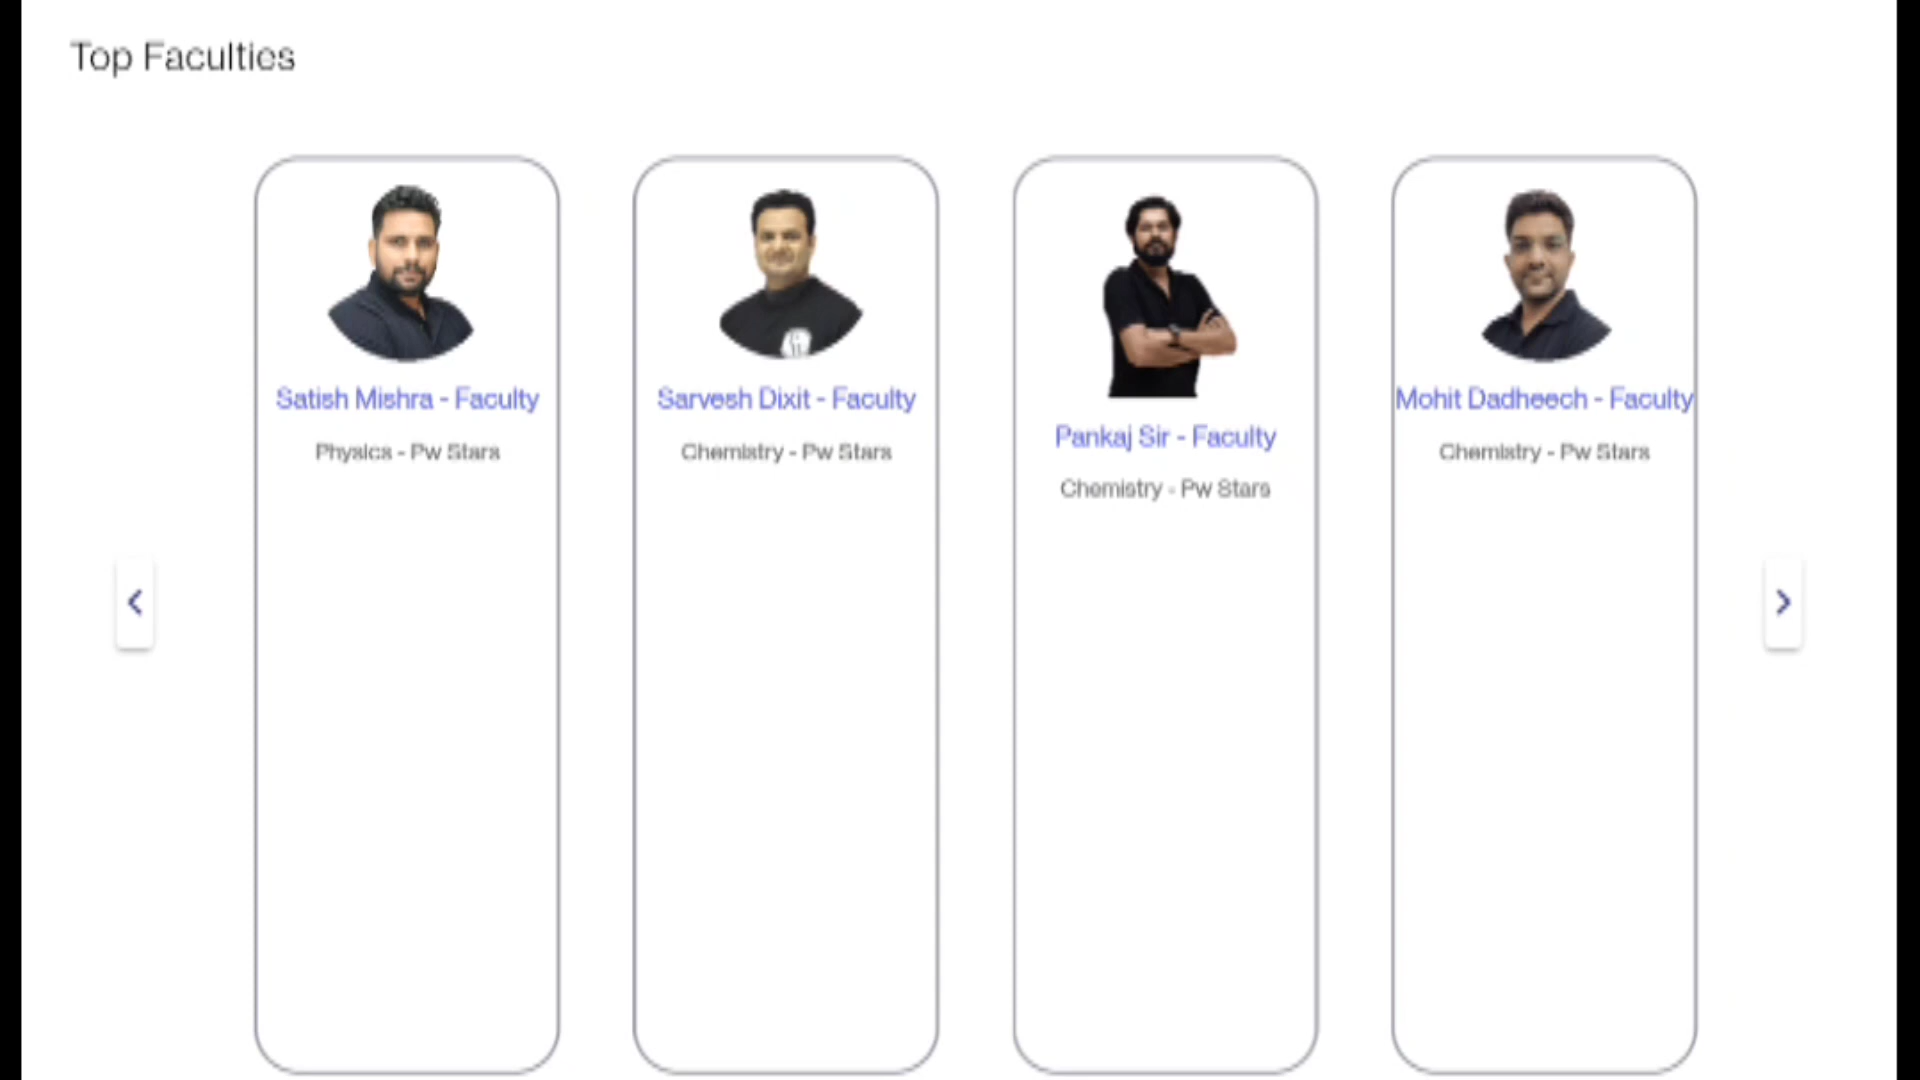 Top Faculties
Satish Mishra - Faculty
Physics - Pw Stars
Sarvesh Dixit - Faculty
Chemistry - Pw Stars
Pankaj Sir - Faculty
Chemistry - Pw Stars
Mohit Dadheech - Faculty
Chemistry - Pw Stars